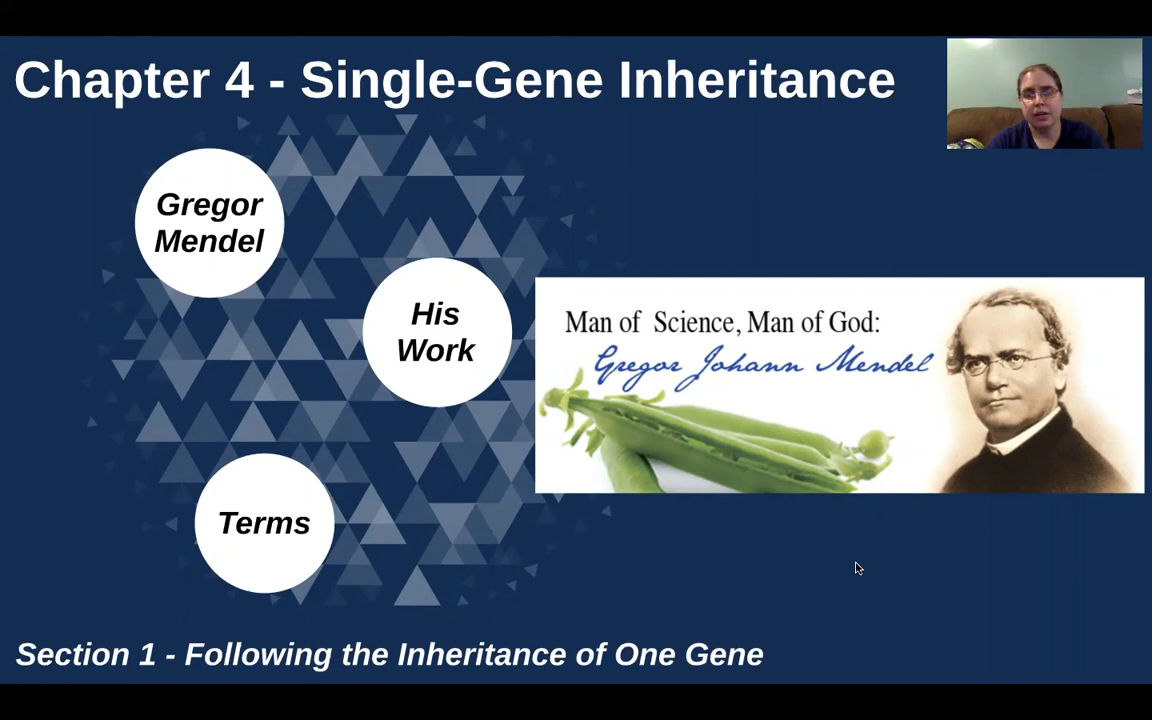 Chapter 4 - Single-Gene Inheritance
Gregor
Mendel
His
Work
Man of Science, Man of God:
Gregor Johann Mendel
Terms
Section 1 - Following the Inheritance of One Gene